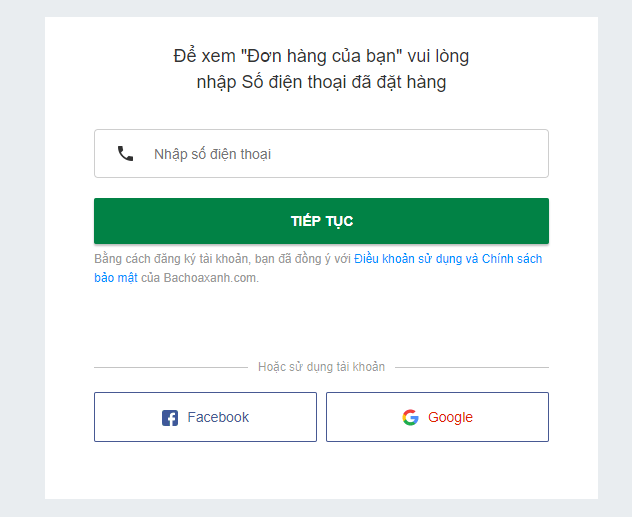 Để xem "Đơn hàng của bạn" vui lòng
nhập Số điện thoại đã đặt hàng
Nhập số điện thoại
TIẾP TỤC
Bằng cách đăng ký tài khoản, bạn đã đồng ý với Điều khoản sử dụng và Chính sách
bảo mật của Bachoaxanh.com.
Hoặc sử dụng tài khoản
Facebook
Google